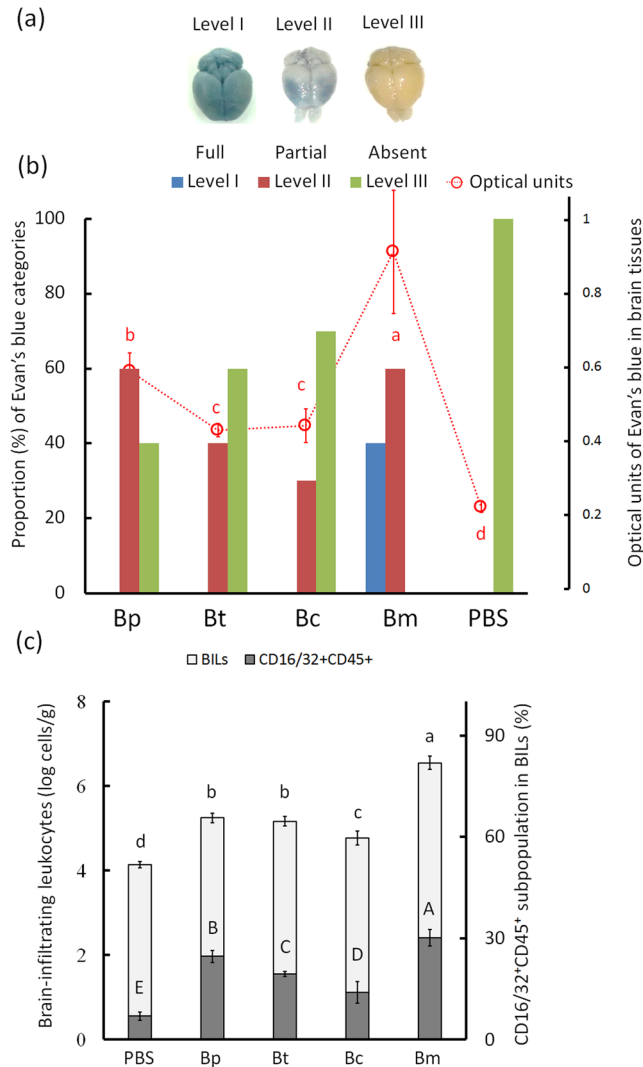 (a)
Level I Level II Level III
Full Partial Absent
(b)
Level I Level II Level III Optical units
Proportion (%) of Evan's blue categories
100
80
60
40
20
0
b
c
c
a
d
1
0.8
0.6
0.4
0.2
0
Optical units of Evan's blue in brain tissues
Bp Bt Bc Bm PBS
(c)
BILs CD16/32+CD45+
Brain-infiltrating leukocytes (log cells/g)
8
6
4
2
0
d
b
b
c
a
E
B
C
D
A
90
60
30
0
CD16/32⁺CD45⁺ subpopulation in BILs (%)
PBS Bp Bt Bc Bm